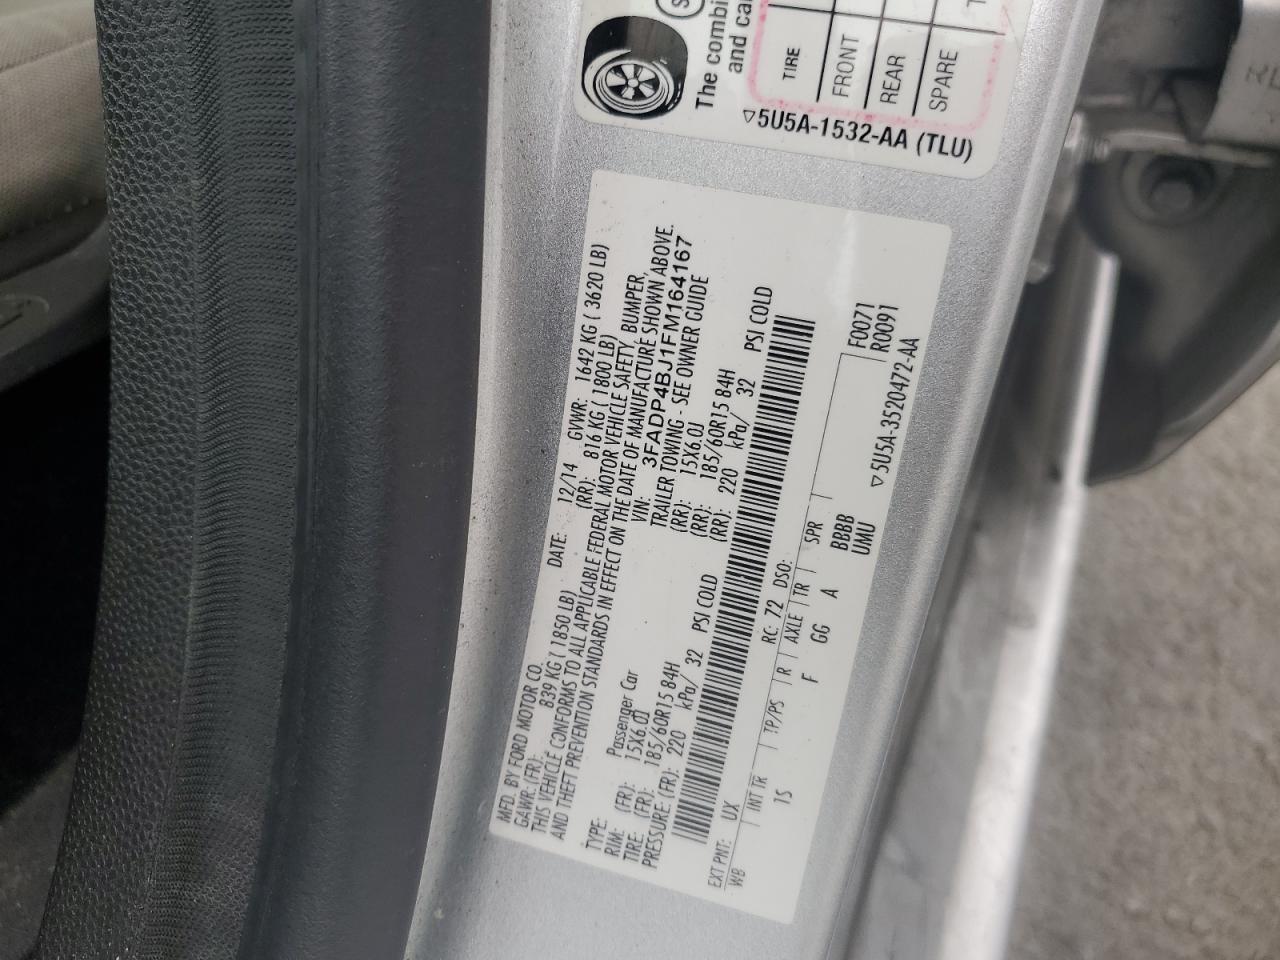 The combi
and ca
TIRE
FRONT
REAR
SPARE
▽5U5A-1532-AA (TLU)
MFD. BY FORD MOTOR CO.
DATE: 12/14 GVWR: 1642 KG ( 3620 LB)
GAWR: (FR): 839 KG ( 1850 LB) (RR): 816 KG ( 1800 LB)
THIS VEHICLE CONFORMS TO ALL APPLICABLE FEDERAL MOTOR VEHICLE SAFETY, BUMPER,
AND THEFT PREVENTION STANDARDS IN EFFECT ON THE DATE OF MANUFACTURE SHOWN ABOVE.
VIN: 3FADP4BJ1FM164167
TYPE: Passenger Car TRAILER TOWING - SEE OWNER GUIDE
RIM: (FR): 15X6.0J (RR): 15X6.0J
TIRE: (FR): 185/60R15 84H (RR): 185/60R15 84H
PRESSURE: (FR): 220 kPa/ 32 PSI COLD (RR): 220 kPa/ 32 PSI COLD
EXT PNT: UX RC: 72 DSO:
WB INT TR TP/PS R AXLE TR SPR F0071
1S F GG A BBBB R0091
UMU
▽5U5A-3520472-AA